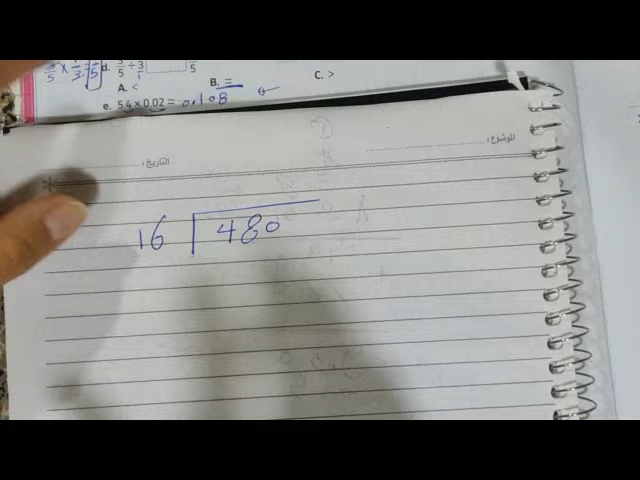 d. 3/5 ÷ 3/1 5
A. <
B. =
C. >
e. 5.4 x 0.02 = 0.108
الموضوع :
التاريخ :
16 480